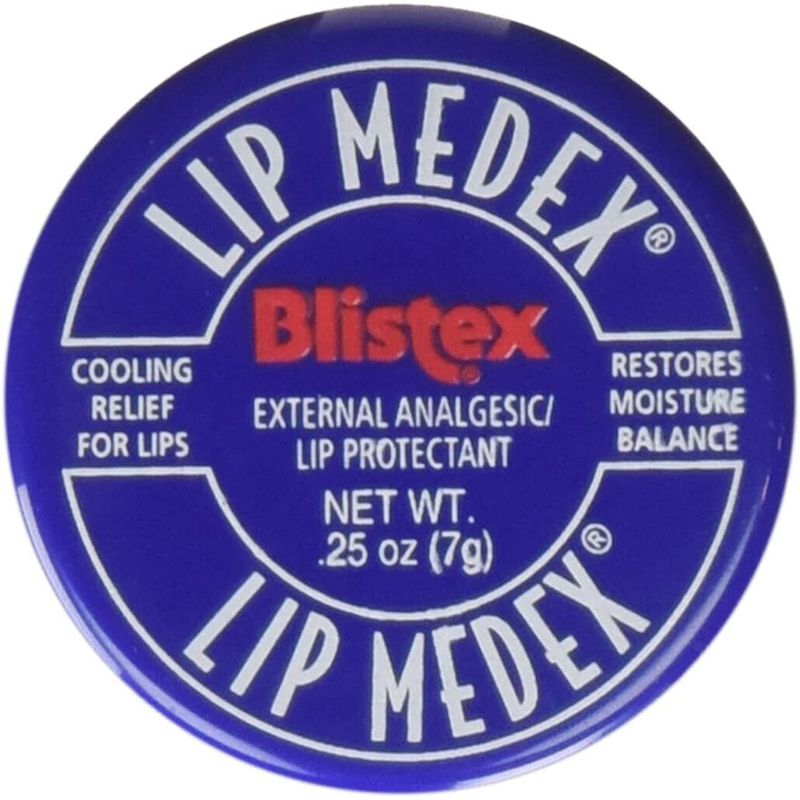 LIP MEDEX®
Blistex®
COOLING
RELIEF
FOR LIPS
EXTERNAL ANALGESIC/
LIP PROTECTANT
RESTORES
MOISTURE
BALANCE
NET WT.
.25 oz (7g)
LIP MEDEX®